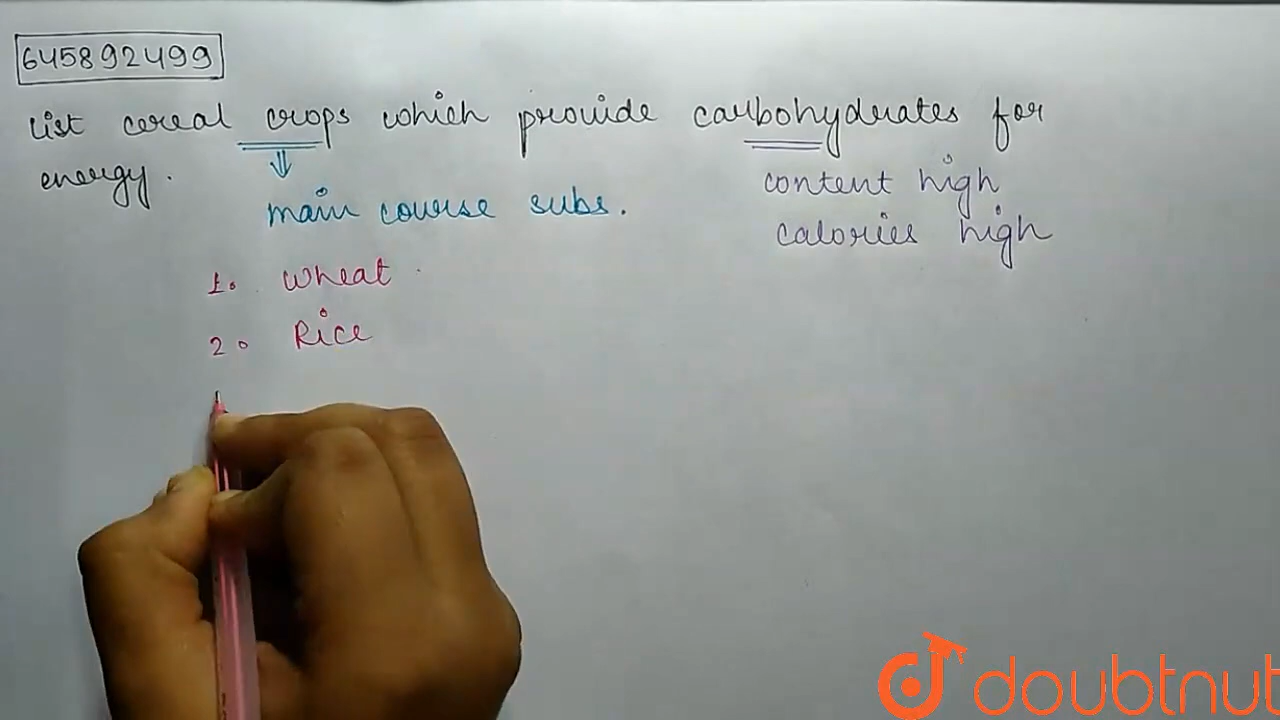 645892499
List cereal crops which provide carbohydrates for
energy.
main course subs.
content high
calories high
1. Wheat
2. Rice
doubtnut